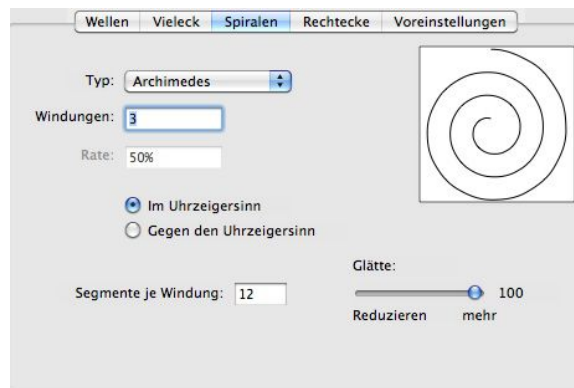 Wellen Vieleck Spiralen Rechtecke Voreinstellungen
Typ: Archimedes
Windungen: 3
Rate: 50%
Im Uhrzeigersinn
Gegen den Uhrzeigersinn
Glätte:
Segmente je Windung: 12
100
Reduzieren mehr